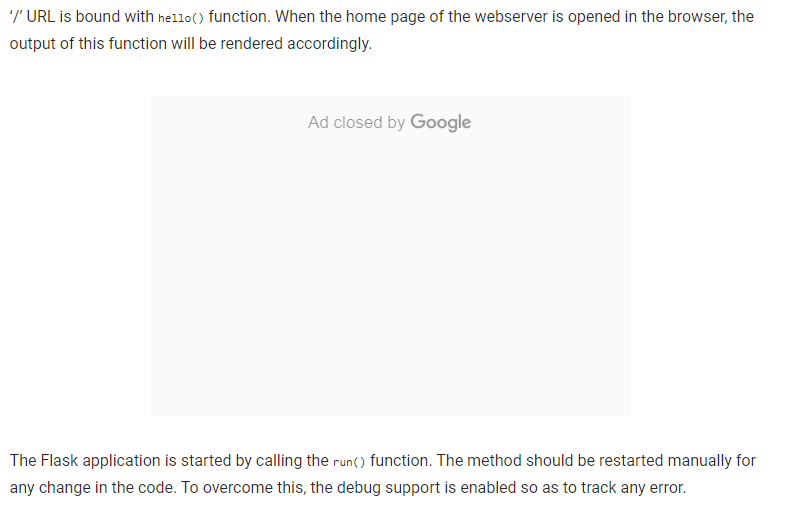 ‘/’ URL is bound with hello() function. When the home page of the webserver is opened in the browser, the
output of this function will be rendered accordingly.
Ad closed by Google
The Flask application is started by calling the run() function. The method should be restarted manually for
any change in the code. To overcome this, the debug support is enabled so as to track any error.